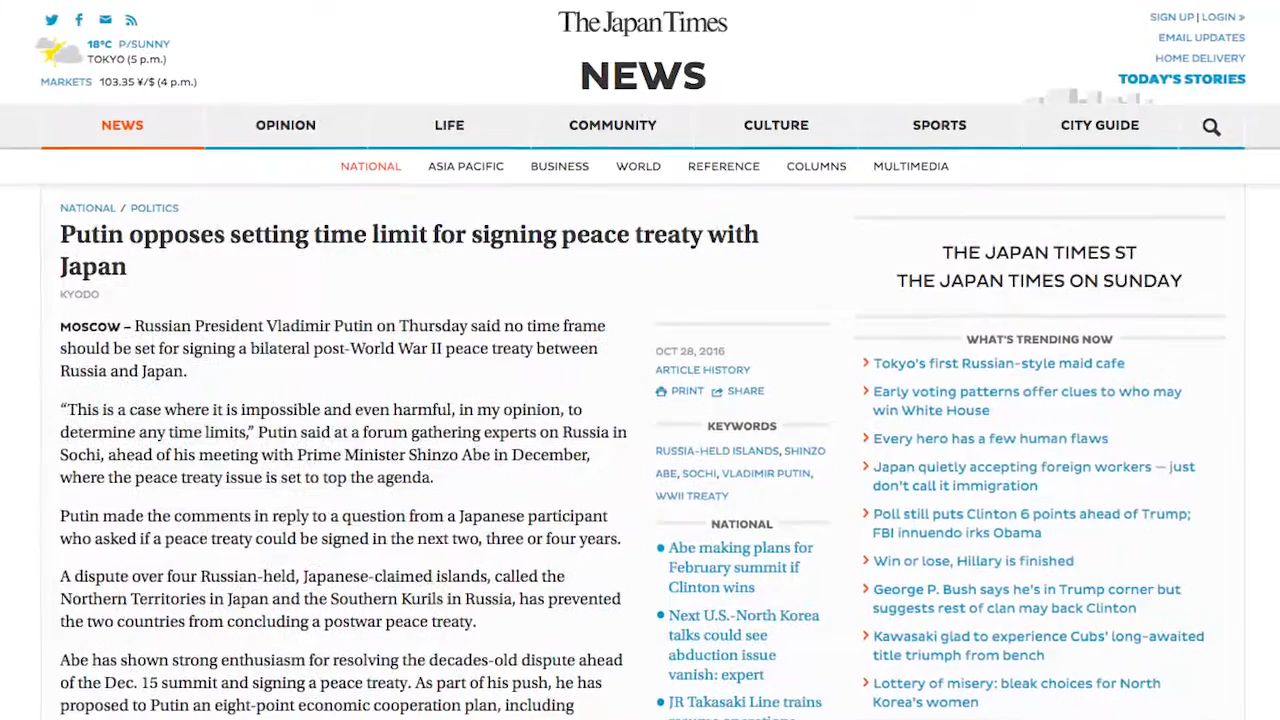 The Japan Times
NEWS
18°C P/SUNNY
TOKYO (5 p.m.)
MARKETS 103.35 ¥/$ (4 p.m.)
SIGN UP | LOGIN »
EMAIL UPDATES
HOME DELIVERY
TODAY'S STORIES
NEWS OPINION LIFE COMMUNITY CULTURE SPORTS CITY GUIDE
NATIONAL ASIA PACIFIC BUSINESS WORLD REFERENCE COLUMNS MULTIMEDIA
NATIONAL / POLITICS
Putin opposes setting time limit for signing peace treaty with
Japan
KYODO
MOSCOW – Russian President Vladimir Putin on Thursday said no time frame
should be set for signing a bilateral post-World War II peace treaty between
Russia and Japan.
“This is a case where it is impossible and even harmful, in my opinion, to
determine any time limits,” Putin said at a forum gathering experts on Russia in
Sochi, ahead of his meeting with Prime Minister Shinzo Abe in December,
where the peace treaty issue is set to top the agenda.
Putin made the comments in reply to a question from a Japanese participant
who asked if a peace treaty could be signed in the next two, three or four years.
A dispute over four Russian-held, Japanese-claimed islands, called the
Northern Territories in Japan and the Southern Kurils in Russia, has prevented
the two countries from concluding a postwar peace treaty.
Abe has shown strong enthusiasm for resolving the decades-old dispute ahead
of the Dec. 15 summit and signing a peace treaty. As part of his push, he has
proposed to Putin an eight-point economic cooperation plan, including
OCT 28, 2016
ARTICLE HISTORY
PRINT SHARE
KEYWORDS
RUSSIA-HELD ISLANDS, SHINZO
ABE, SOCHI, VLADIMIR PUTIN,
WWII TREATY
NATIONAL
Abe making plans for
February summit if
Clinton wins
Next U.S.-North Korea
talks could see
abduction issue
vanish: expert
JR Takasaki Line trains
THE JAPAN TIMES ST
THE JAPAN TIMES ON SUNDAY
WHAT'S TRENDING NOW
Tokyo's first Russian-style maid cafe
Early voting patterns offer clues to who may
win White House
Every hero has a few human flaws
Japan quietly accepting foreign workers — just
don't call it immigration
Poll still puts Clinton 6 points ahead of Trump;
FBI innuendo irks Obama
Win or lose, Hillary is finished
George P. Bush says he's in Trump corner but
suggests rest of clan may back Clinton
Kawasaki glad to experience Cubs' long-awaited
title triumph from bench
Lottery of misery: bleak choices for North
Korea's women